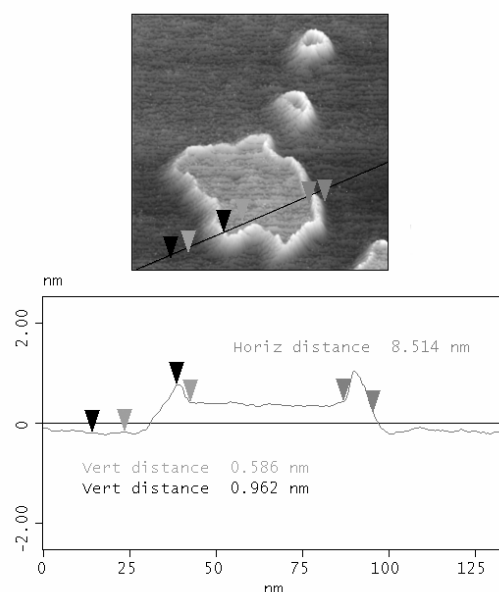 nm
2.00
Horiz distance 8.514 nm
0
Vert distance 0.586 nm
Vert distance 0.962 nm
-2.00
0 25 50 75 100 125
nm